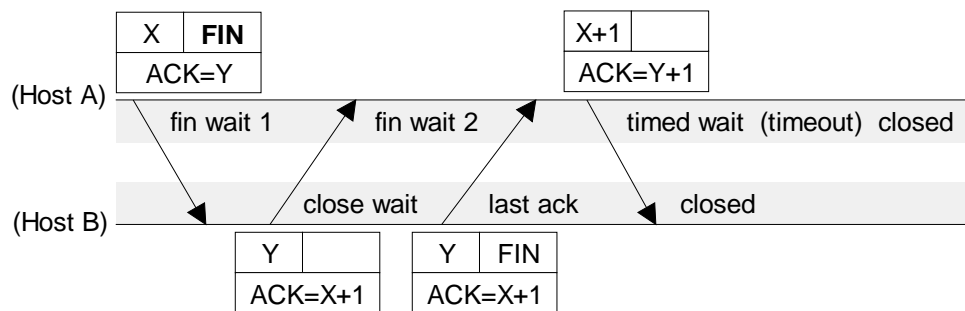 X FIN
ACK=Y
X+1
ACK=Y+1
(Host A)
fin wait 1 fin wait 2 timed wait (timeout) closed
close wait last ack closed
(Host B)
Y
ACK=X+1
Y FIN
ACK=X+1